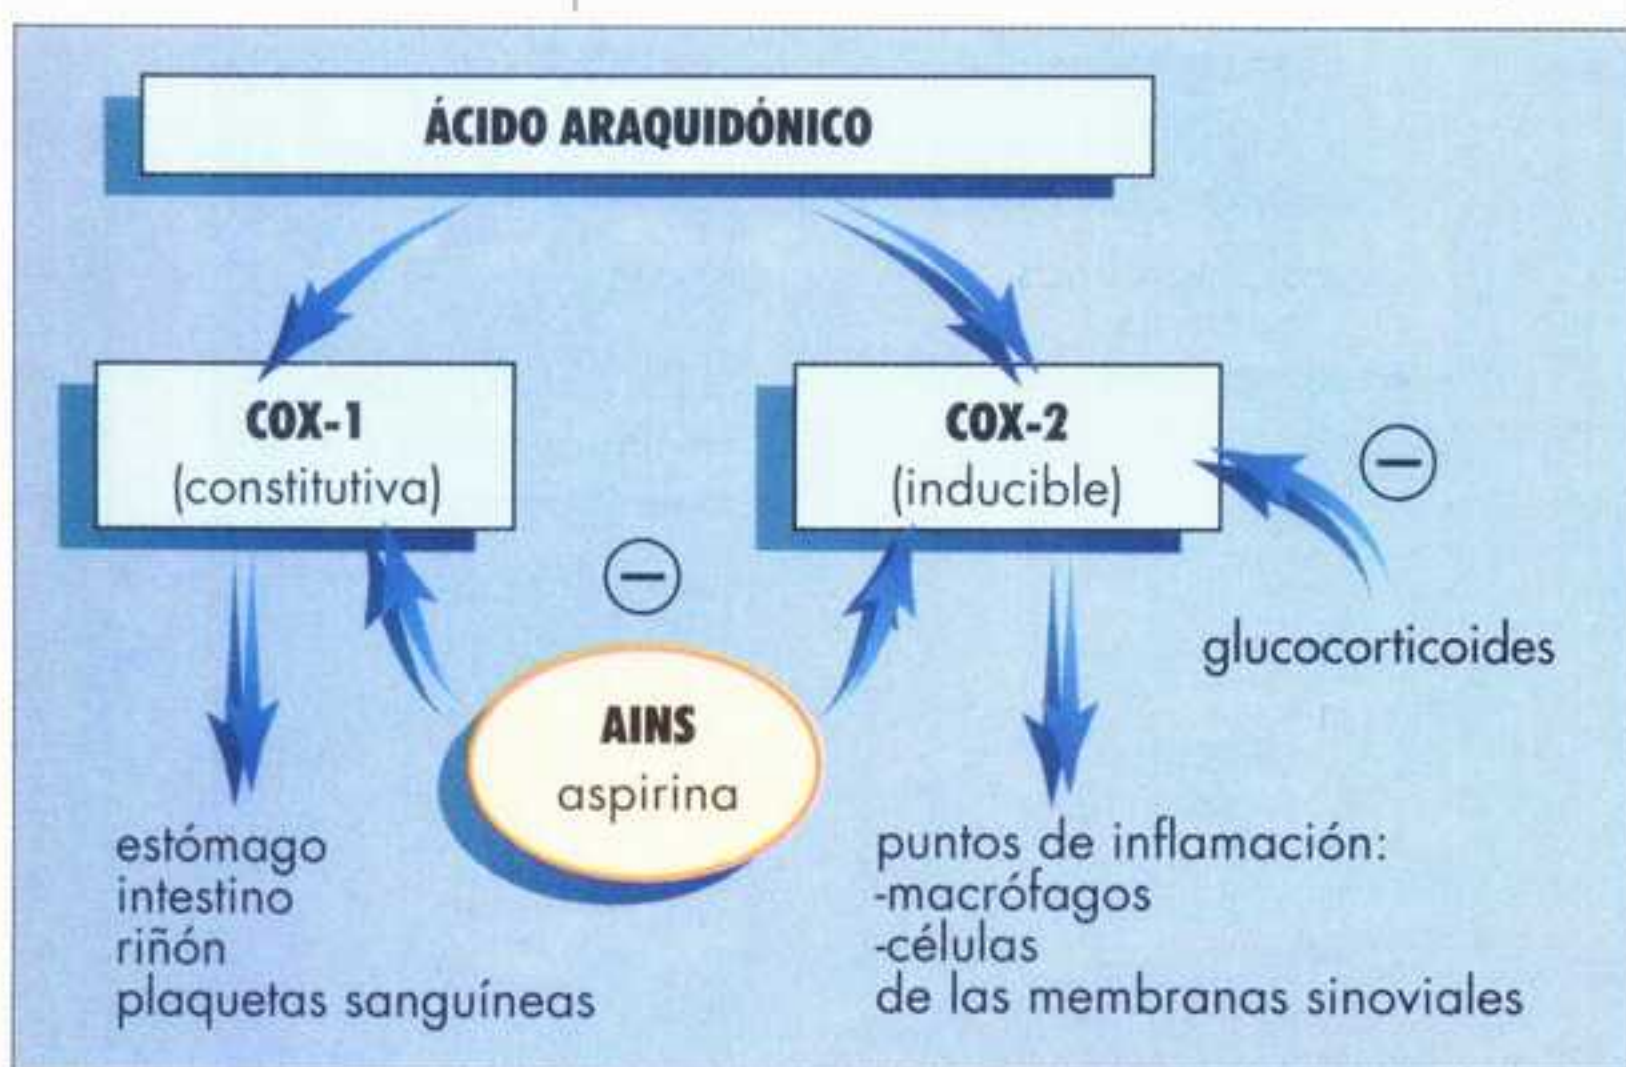 ÁCIDO ARAQUIDÓNICO
COX-1
(constitutiva)
COX-2
(inducible)
glucocorticoides
AINS
aspirina
estómago
intestino
riñón
plaquetas sanguíneas
puntos de inflamación:
-macrófagos
-células
de las membranas sinoviales